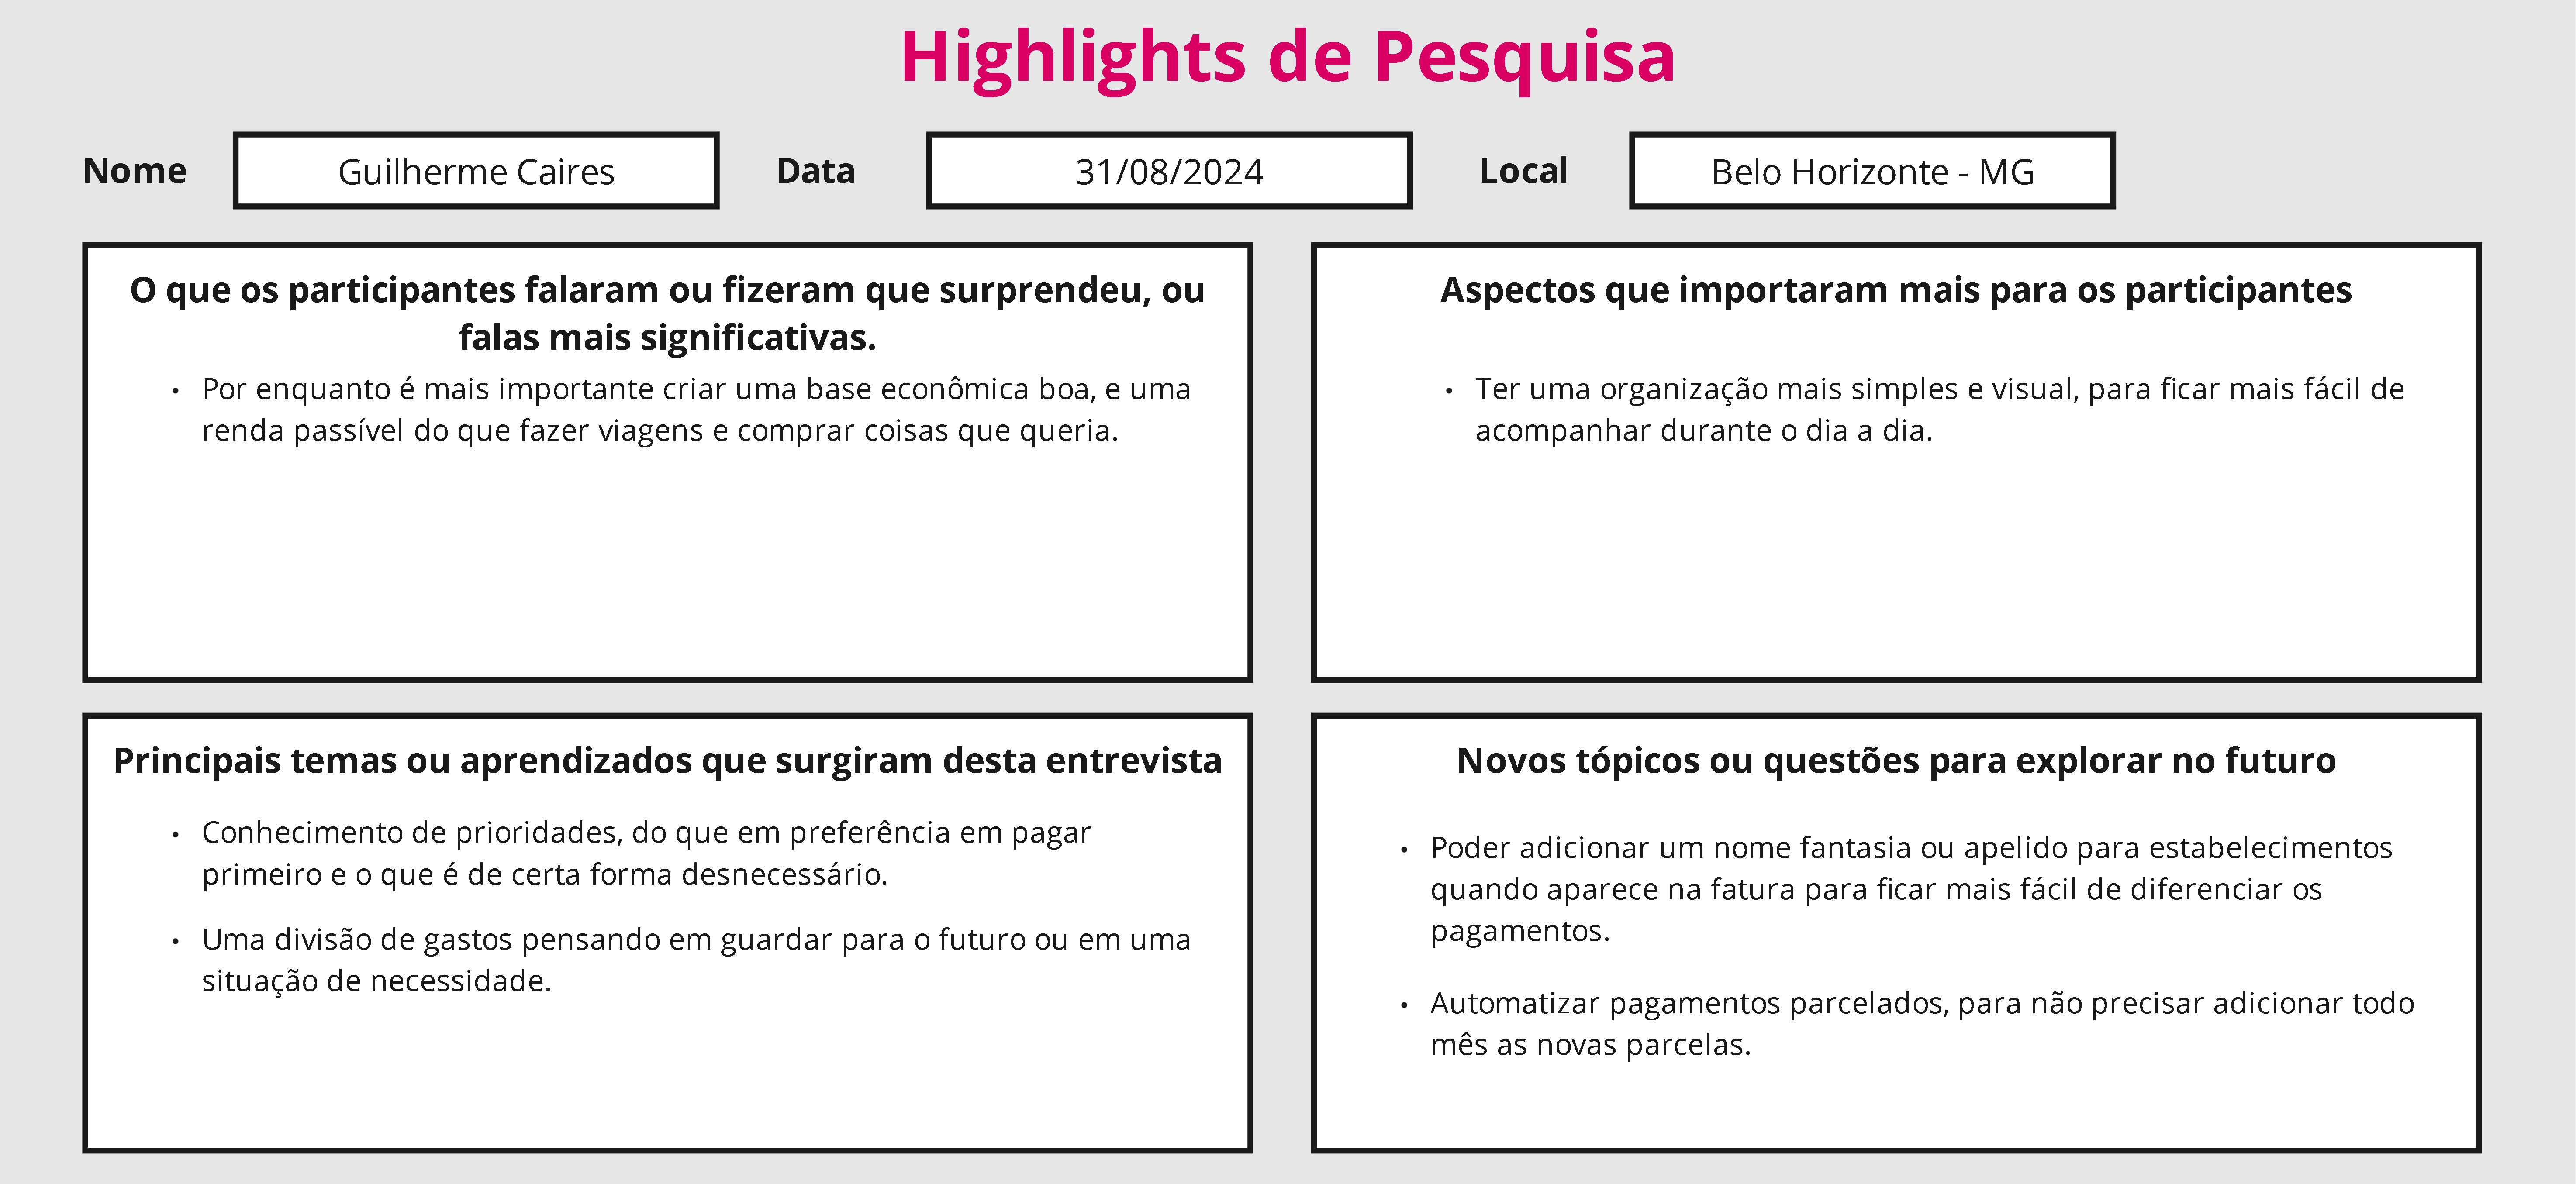 Highlights de Pesquisa
Nome
Guilherme Caires
Data
31/08/2024
Local
Belo Horizonte - MG
O que os participantes falaram ou fizeram que surprendeu, ou
falas mais significativas.
• Por enquanto é mais importante criar uma base econômica boa, e uma
renda passível do que fazer viagens e comprar coisas que queria.
Aspectos que importaram mais para os participantes
• Ter uma organização mais simples e visual, para ficar mais fácil de
acompanhar durante o dia a dia.
Principais temas ou aprendizados que surgiram desta entrevista
• Conhecimento de prioridades, do que em preferência em pagar
primeiro e o que é de certa forma desnecessário.
• Uma divisão de gastos pensando em guardar para o futuro ou em uma
situação de necessidade.
Novos tópicos ou questões para explorar no futuro
• Poder adicionar um nome fantasia ou apelido para estabelecimentos
quando aparece na fatura para ficar mais fácil de diferenciar os
pagamentos.
• Automatizar pagamentos parcelados, para não precisar adicionar todo
mês as novas parcelas.